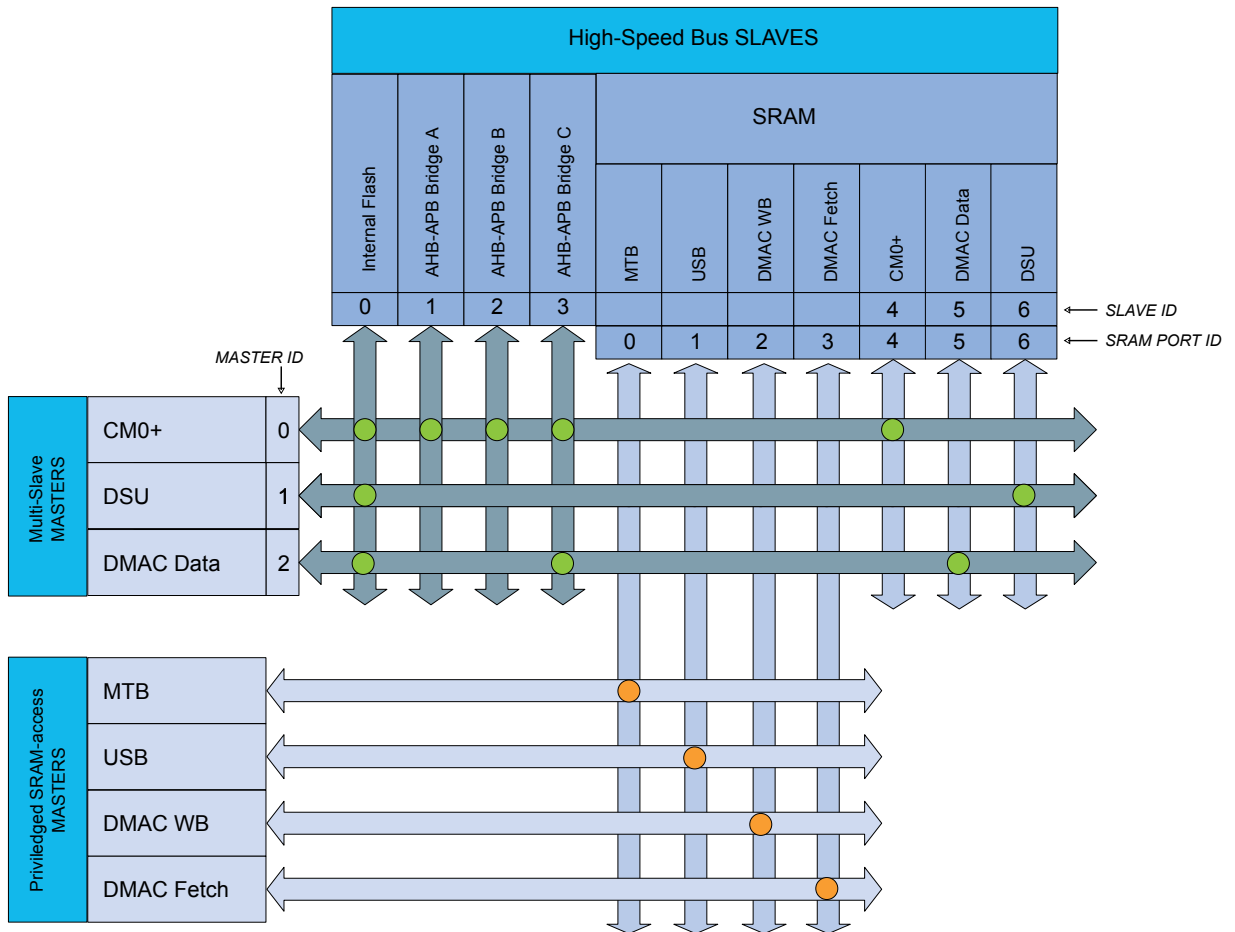 High-Speed Bus SLAVES
SRAM
Internal Flash
AHB-APB Bridge A
AHB-APB Bridge B
AHB-APB Bridge C
MTB
USB
DMAC WB
DMAC Fetch
CM0+
DMAC Data
DSU
0 1 2 3 4 5 6 SLAVE ID
0 1 2 3 4 5 6 SRAM PORT ID
MASTER ID
Multi-Slave
MASTERS
CM0+ 0
DSU 1
DMAC Data 2
Priviledged SRAM-access
MASTERS
MTB
USB
DMAC WB
DMAC Fetch